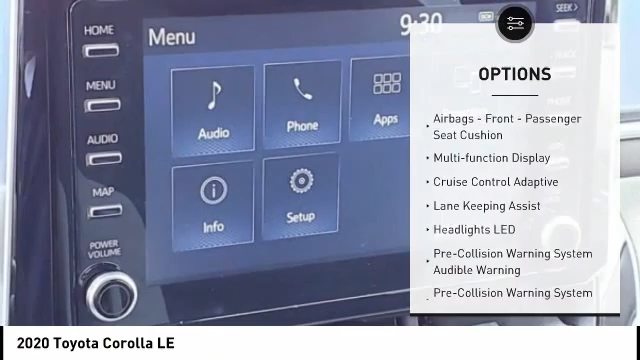 HOME
MENU
AUDIO
MAP
POWER
VOLUME
Menu
9:30
Audio
Phone
Apps
Info
Setup
SEEK>
OPTIONS
Airbags - Front - Passenger
Seat Cushion
Multi-function Display
Cruise Control Adaptive
Lane Keeping Assist
Headlights LED
Pre-Collision Warning System
Audible Warning
Pre-Collision Warning System
2020 Toyota Corolla LE